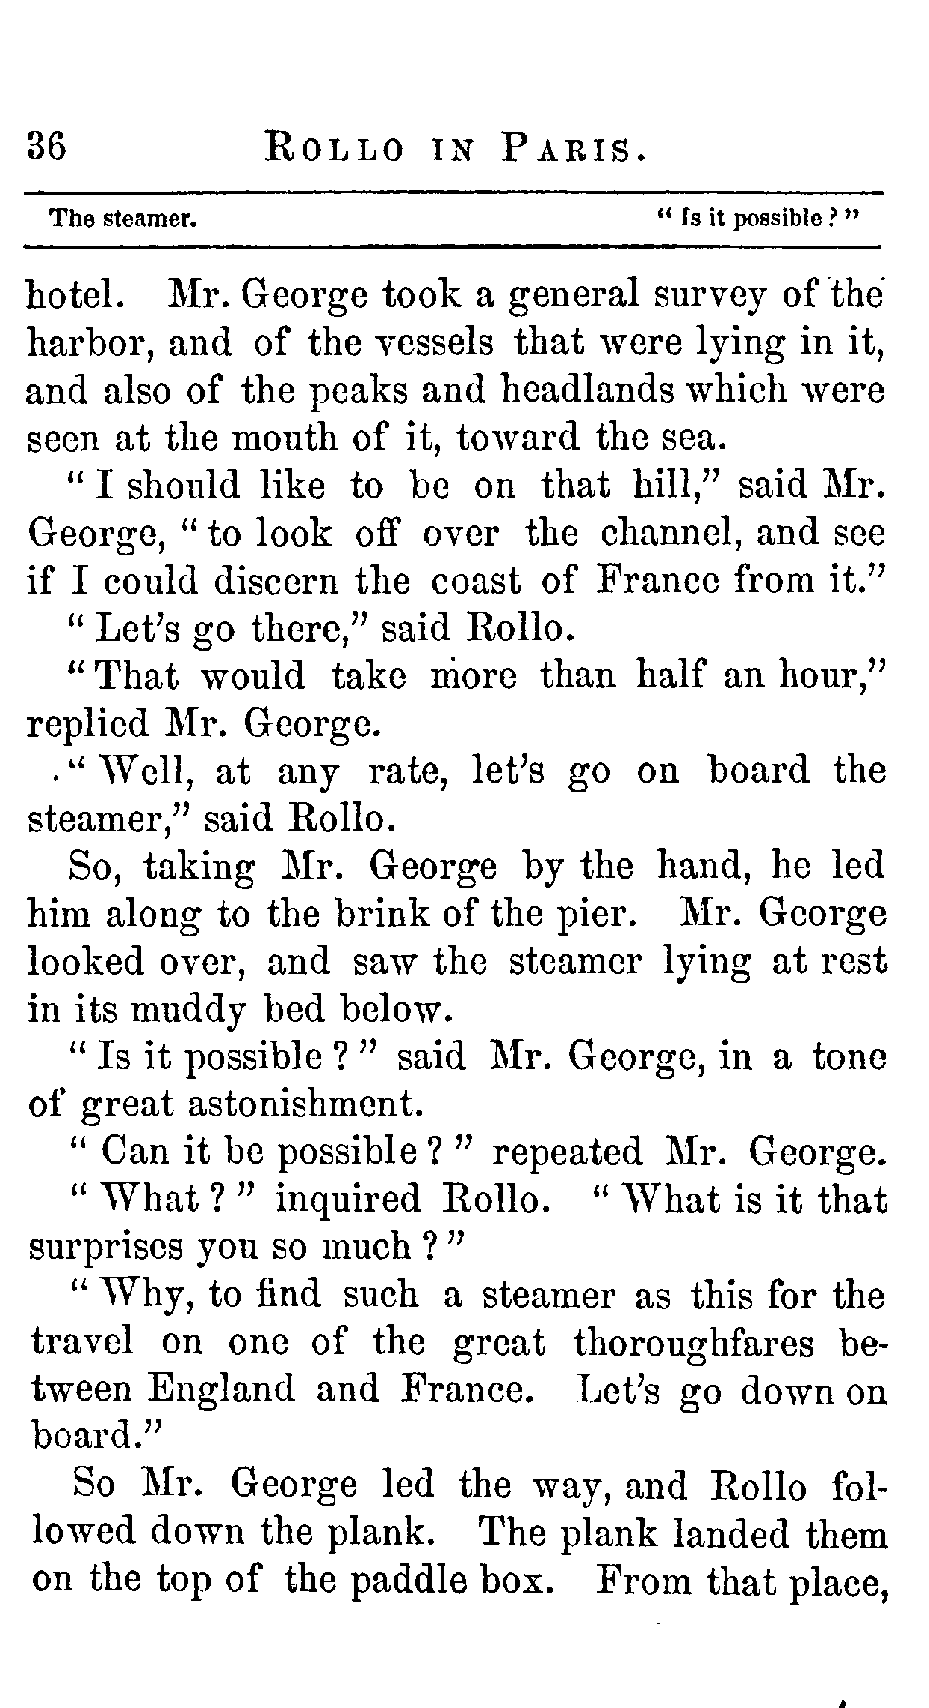 36 ROLLO IN PARIS.
The steamer. “ Is it possible ? ”
hotel. Mr. George took a general survey of the
harbor, and of the vessels that were lying in it,
and also of the peaks and headlands which were
seen at the mouth of it, toward the sea.
“ I should like to be on that hill,” said Mr.
George, “ to look off over the channel, and see
if I could discern the coast of France from it.”
“ Let’s go there,” said Rollo.
“ That would take more than half an hour,”
replied Mr. George.
“ Well, at any rate, let’s go on board the
steamer,” said Rollo.
So, taking Mr. George by the hand, he led
him along to the brink of the pier. Mr. George
looked over, and saw the steamer lying at rest
in its muddy bed below.
“ Is it possible ? ” said Mr. George, in a tone
of great astonishment.
“ Can it be possible ? ” repeated Mr. George.
“ What ? ” inquired Rollo. “ What is it that
surprises you so much ? ”
“ Why, to find such a steamer as this for the
travel on one of the great thoroughfares be-
tween England and France. Let’s go down on
board.”
So Mr. George led the way, and Rollo fol-
lowed down the plank. The plank landed them
on the top of the paddle box. From that place,